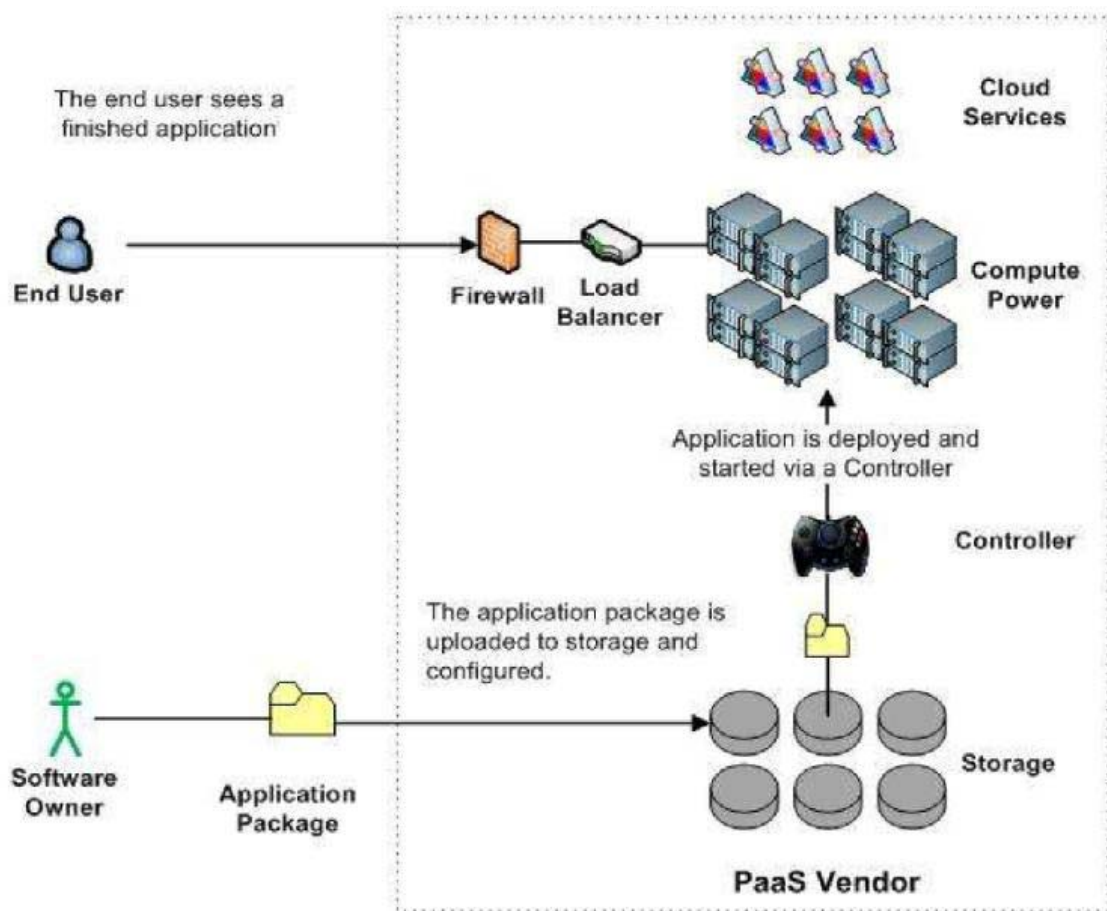 The end user sees a
finished application
Cloud
Services
End User
Firewall
Load
Balancer
Compute
Power
Application is deployed and
started via a Controller
Controller
The application package is
uploaded to storage and
configured.
Software
Owner
Application
Package
Storage
PaaS Vendor